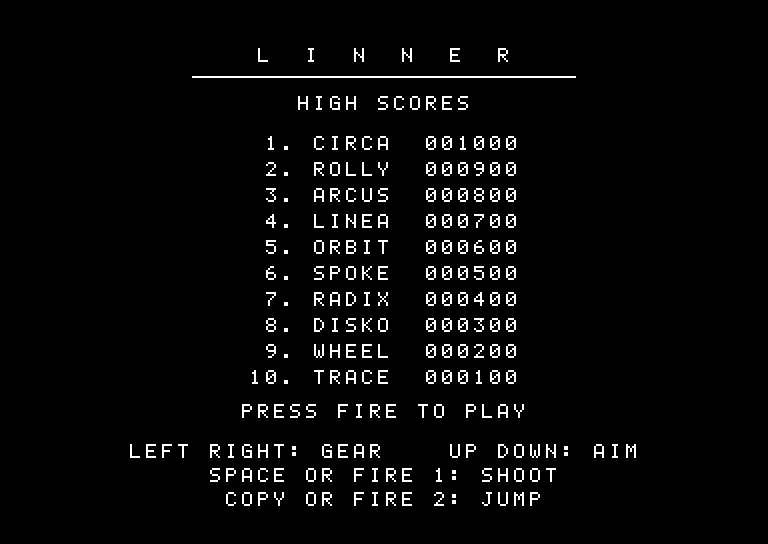 L I N N E R
HIGH SCORES
1. CIRCA 001000
2. ROLLY 000900
3. ARCUS 000800
4. LINEA 000700
5. ORBIT 000600
6. SPOKE 000500
7. RADIX 000400
8. DISKO 000300
9. WHEEL 000200
10. TRACE 000100
PRESS FIRE TO PLAY
LEFT RIGHT: GEAR UP DOWN: AIM
SPACE OR FIRE 1: SHOOT
COPY OR FIRE 2: JUMP